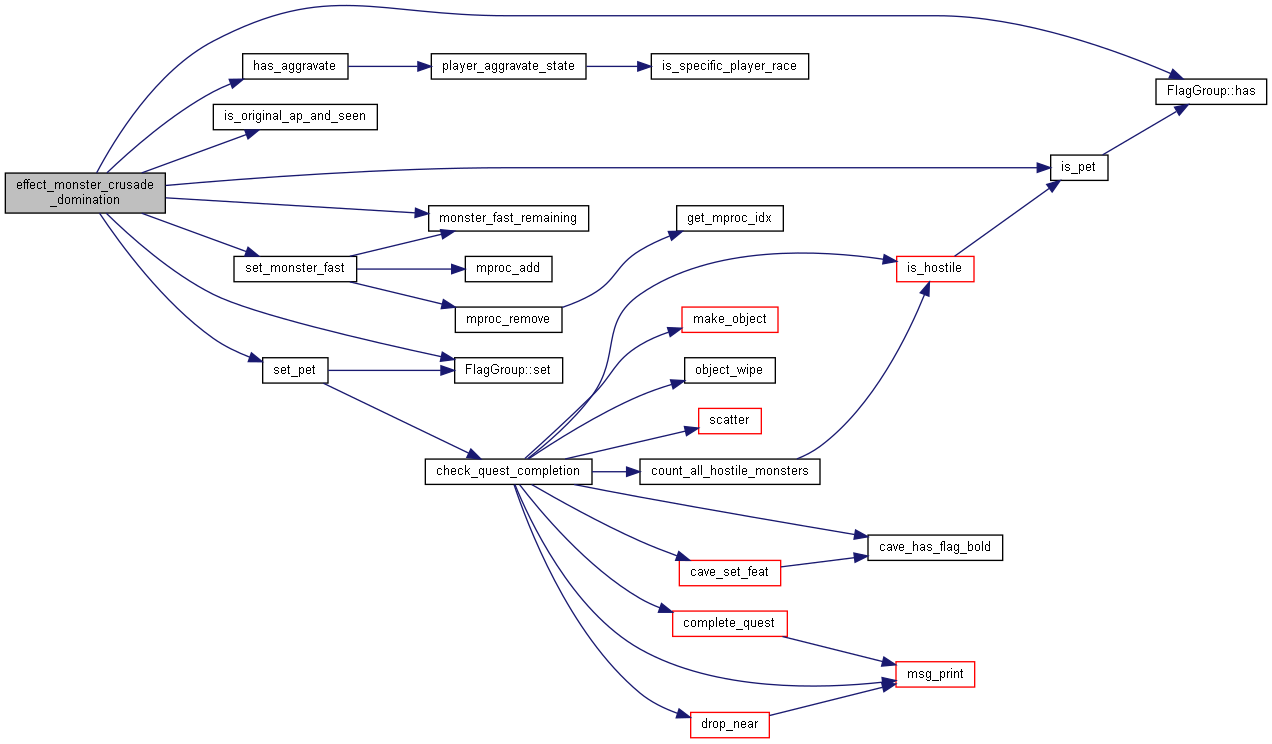 has_aggravate
player_aggravate_state
is_specific_player_race
FlagGroup::has
is_original_ap_and_seen
is_pet
effect_monster_crusade
_domination
monster_fast_remaining
get_mproc_idx
set_monster_fast
mproc_add
is_hostile
mproc_remove
make_object
set_pet
FlagGroup::set
object_wipe
scatter
check_quest_completion
count_all_hostile_monsters
cave_has_flag_bold
cave_set_feat
complete_quest
msg_print
drop_near